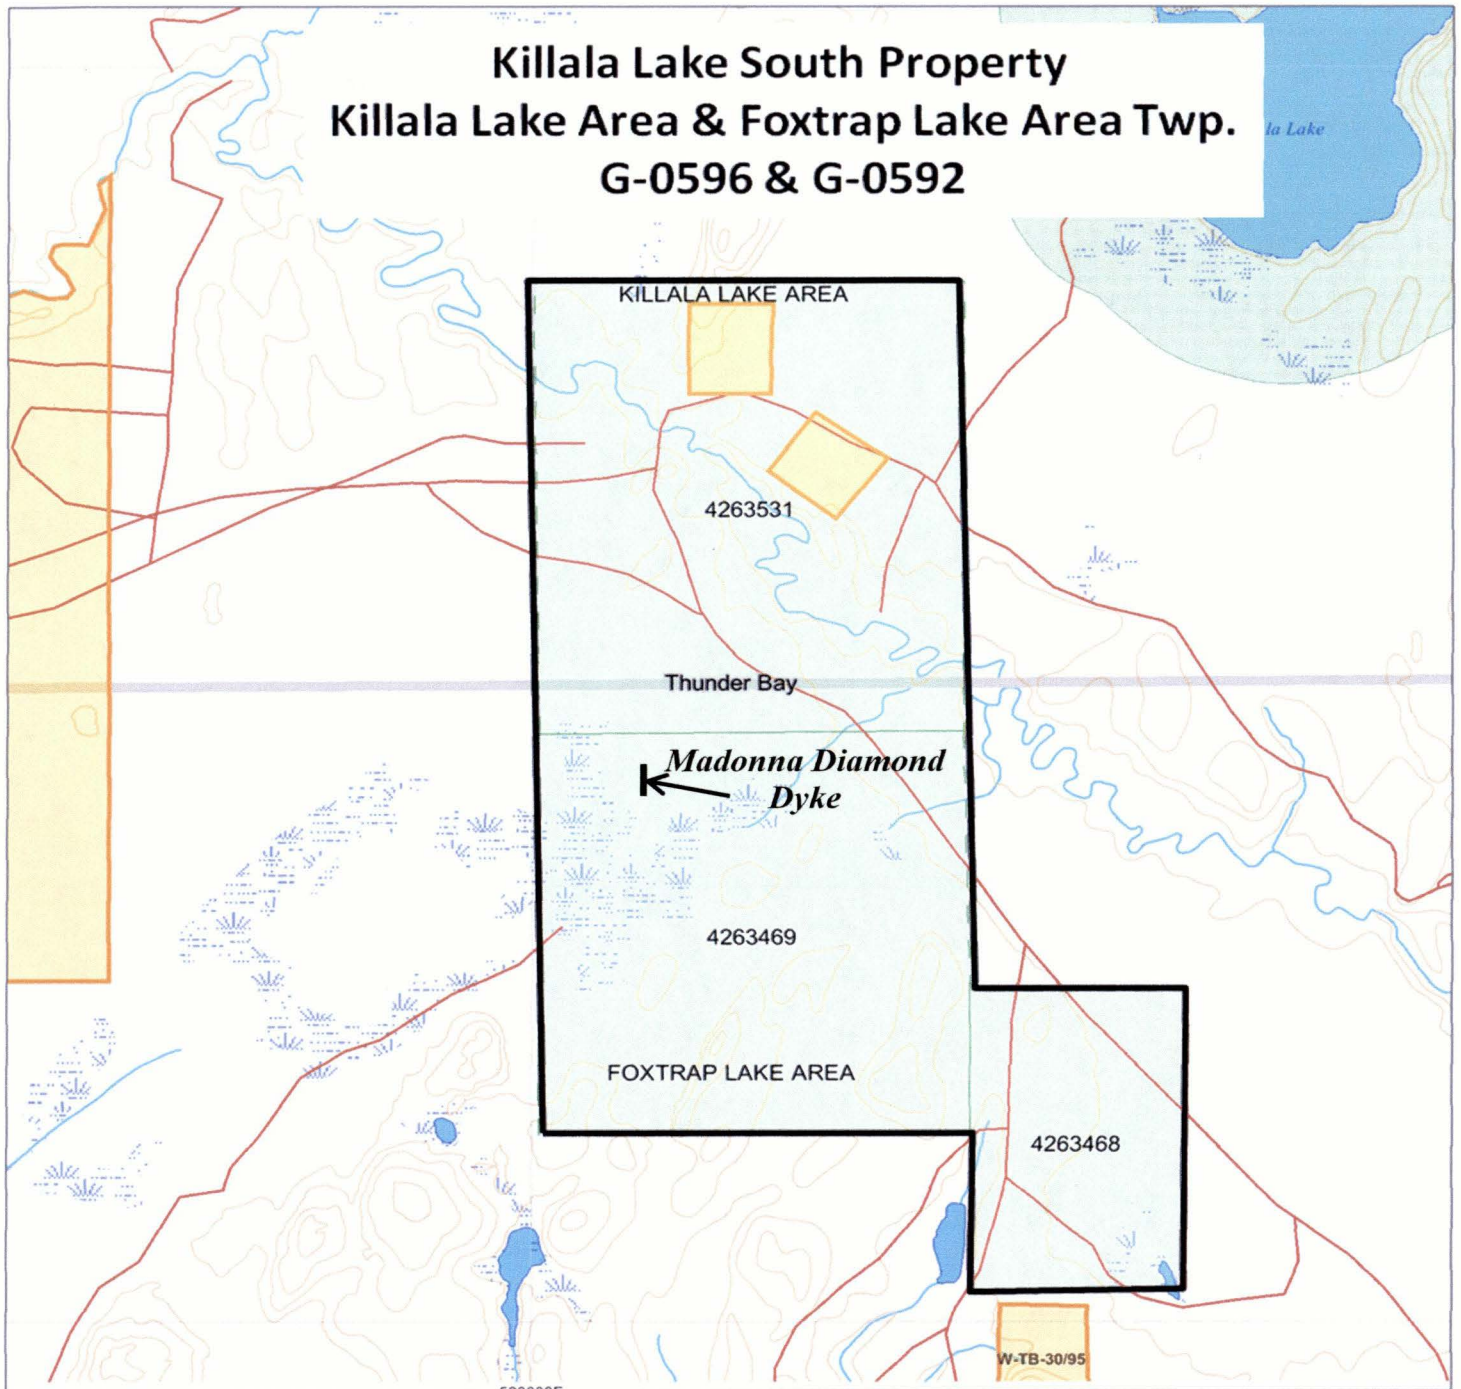 Killala Lake South Property
Killala Lake Area & Foxtrap Lake Area Twp.
G-0596 & G-0592
la Lake
KILLALA LAKE AREA
4263531
Thunder Bay
Madonna Diamond
Dyke
4263469
FOXTRAP LAKE AREA
4263468
W-TB-30/95